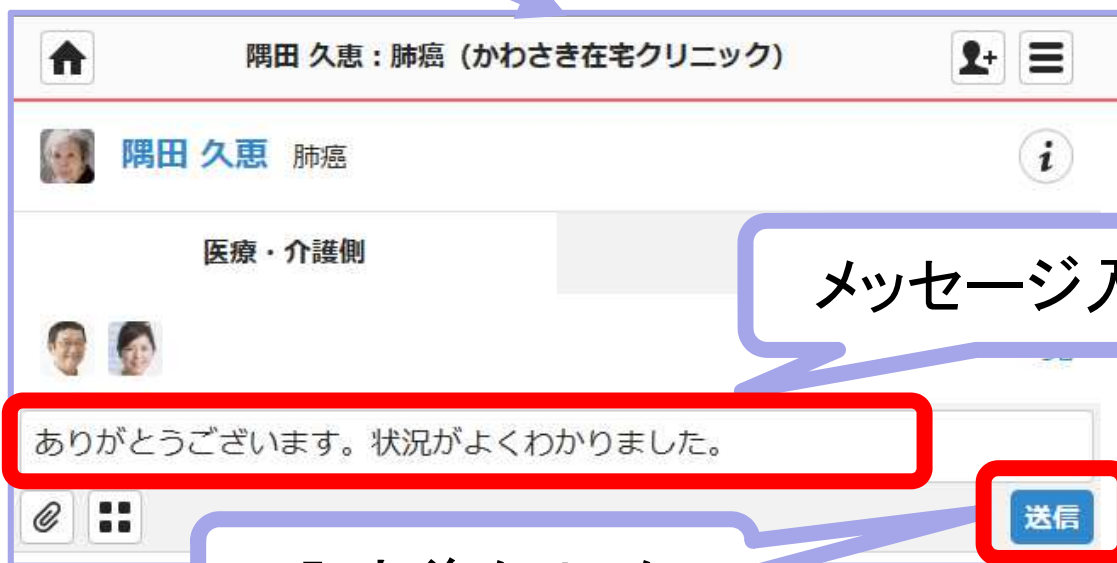 隅田 久恵：肺癌（かわさき在宅クリニック）
隅田 久恵 肺癌
医療・介護側
メッセージ入
ありがとうございます。状況がよくわかりました。
送信